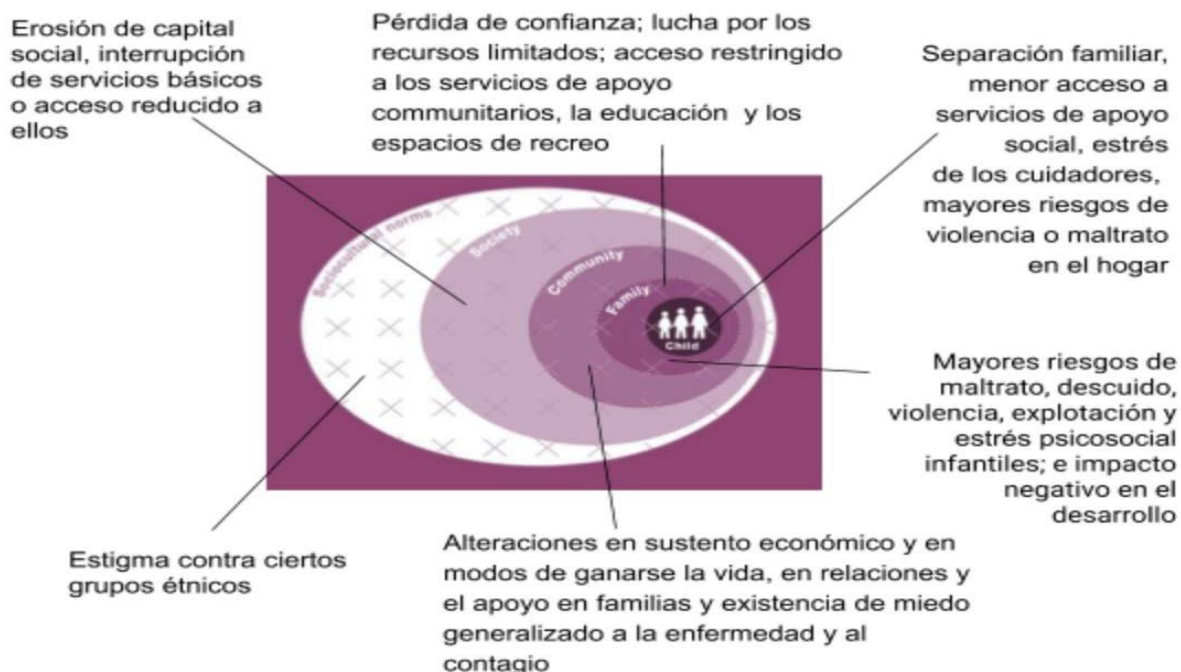 Erosión de capital
social, interrupción
de servicios básicos
o acceso reducido a
ellos
Pérdida de confianza; lucha por los
recursos limitados; acceso restringido
a los servicios de apoyo
communitarios, la educación y los
espacios de recreo
Separación familiar,
menor acceso a
servicios de apoyo
social, estrés
de los cuidadores,
mayores riesgos de
violencia o maltrato
en el hogar
Sociocultural norms
Society
Community
Family
Child
Mayores riesgos de
maltrato, descuido,
violencia, explotación y
estrés psicosocial
infantiles; e impacto
negativo en el
desarrollo
Estigma contra ciertos
grupos étnicos
Alteraciones en sustento económico y en
modos de ganarse la vida, en relaciones y
el apoyo en familias y existencia de miedo
generalizado a la enfermedad y al
contagio